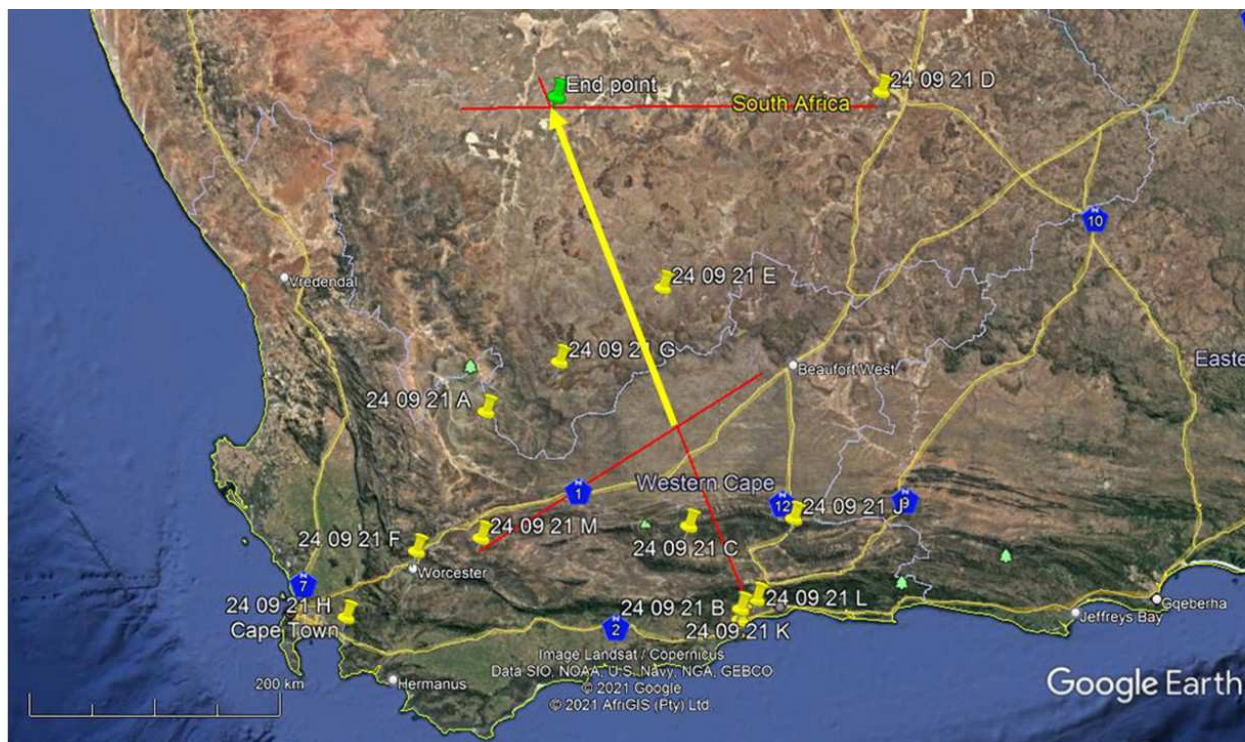 End point
24 09 21 D
South Africa
N
10
Vredendal
24 09 21 E
24 09 21 G
Beaufort West
Easte
24 09 21 A
N
1
Western Cape
N
12
24 09 21 J
N
9
24 09 21 M
24 09 21 C
24 09 21 F
Worcester
N
7
24 09 21 H
24 09 21 B
24 09 21 L
Gqeberha
Jeffreys Bay
Cape Town
N
2
24 09 21 K
Image Landsat / Copernicus
Data SIO, NOAA, U.S. Navy, NGA, GEBCO
© 2021 Google
© 2021 AfriGIS (Pty) Ltd.
200 km
Hermanus
Google Earth